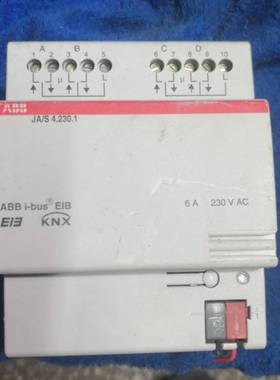 A B C D
1 2 3 4 5 6 7 8 9 10
µ µ L µ µ L
ABB
JA/S 4.230.1
ABB i-bus® EIB
6 A 230 V AC
EIB KNX